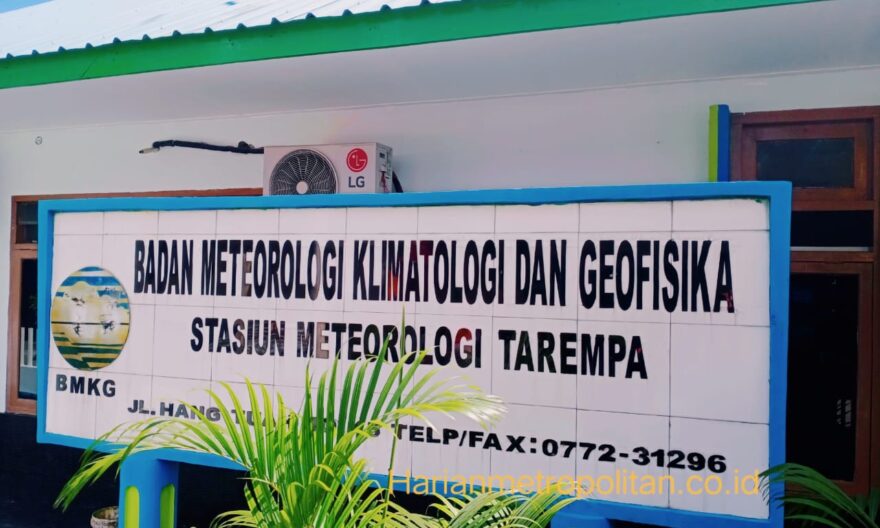 LG
BADAN METEOROLOGI KLIMATOLOGI DAN GEOFISIKA
STASIUN METEOROLOGI TAREMPA
BMKG
JL. HANG TELP/FAX:0772-31296
Harianmetropolitan.co.id